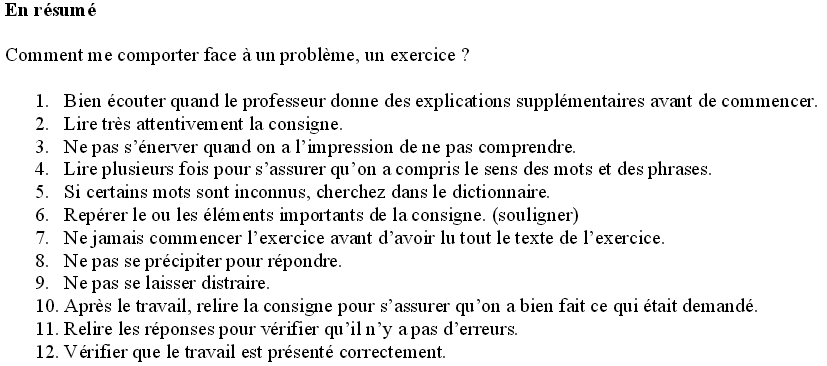 En résumé
Comment me comporter face à un problème, un exercice ?
1. Bien écouter quand le professeur donne des explications supplémentaires avant de commencer.
2. Lire très attentivement la consigne.
3. Ne pas s’énerver quand on a l’impression de ne pas comprendre.
4. Lire plusieurs fois pour s’assurer qu’on a compris le sens des mots et des phrases.
5. Si certains mots sont inconnus, cherchez dans le dictionnaire.
6. Repérer le ou les éléments importants de la consigne. (souligner)
7. Ne jamais commencer l’exercice avant d’avoir lu tout le texte de l’exercice.
8. Ne pas se précipiter pour répondre.
9. Ne pas se laisser distraire.
10. Après le travail, relire la consigne pour s’assurer qu’on a bien fait ce qui était demandé.
11. Relire les réponses pour vérifier qu’il n’y a pas d’erreurs.
12. Vérifier que le travail est présenté correctement.